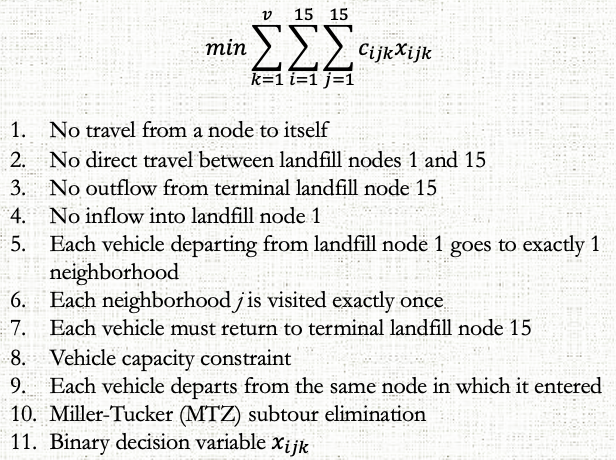 min ∑_{k=1}^{v} ∑_{i=1}^{15} ∑_{j=1}^{15} c_{ijk} x_{ijk}
1. No travel from a node to itself
2. No direct travel between landfill nodes 1 and 15
3. No outflow from terminal landfill node 15
4. No inflow into landfill node 1
5. Each vehicle departing from landfill node 1 goes to exactly 1
neighborhood
6. Each neighborhood j is visited exactly once
7. Each vehicle must return to terminal landfill node 15
8. Vehicle capacity constraint
9. Each vehicle departs from the same node in which it entered
10. Miller-Tucker (MTZ) subtour elimination
11. Binary decision variable x_{ijk}